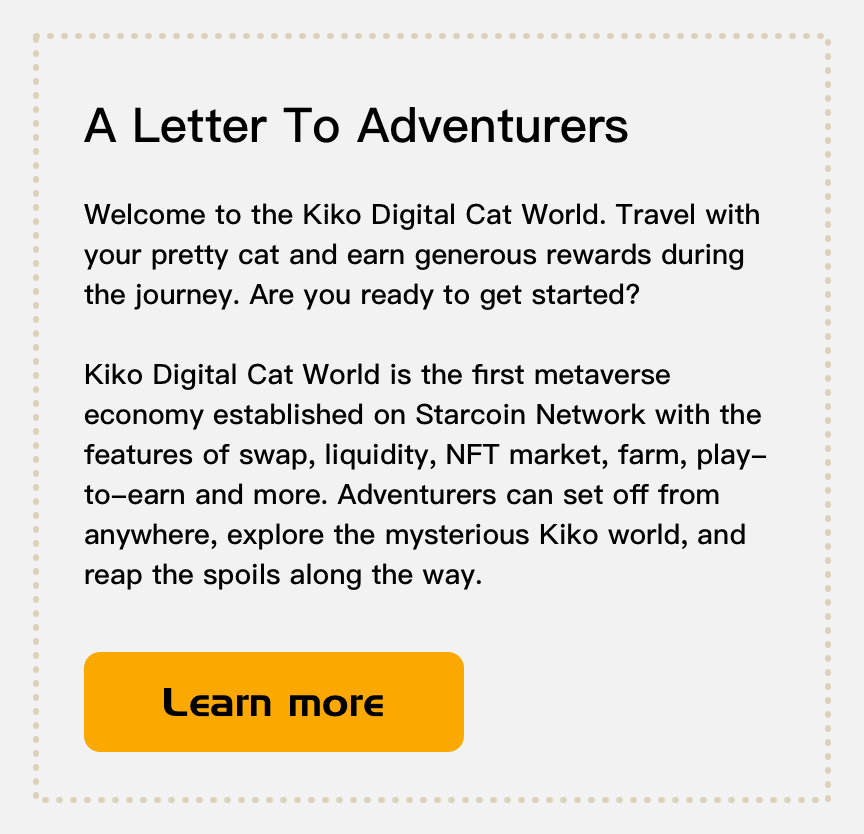 A Letter To Adventurers
Welcome to the Kiko Digital Cat World. Travel with
your pretty cat and earn generous rewards during
the journey. Are you ready to get started?
Kiko Digital Cat World is the first metaverse
economy established on Starcoin Network with the
features of swap, liquidity, NFT market, farm, play-
to-earn and more. Adventurers can set off from
anywhere, explore the mysterious Kiko world, and
reap the spoils along the way.
Learn more